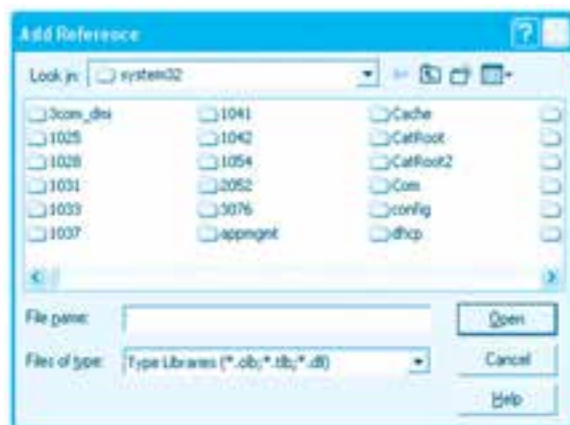 Add Reference
Look in: system32
3com_dmi 1041 Cache
1025 1042 CatRoot
1028 1054 CatRoot2
1031 2052 Com
1033 3076 config
1037 appmgmt dhcp
File name: Open
Files of type: Type Libraries (*.olb;*.tlb;*.dll) Cancel
Help